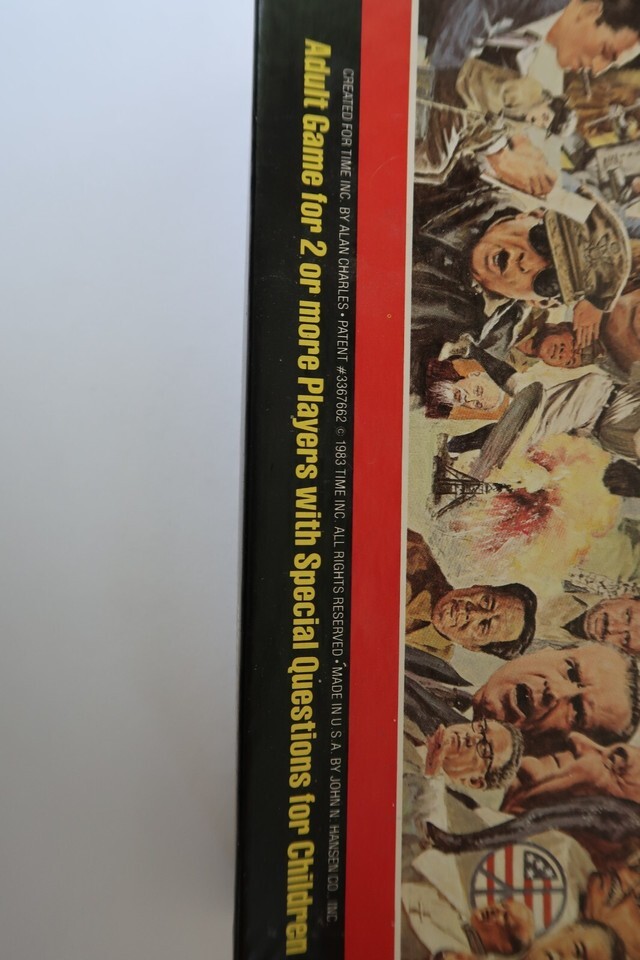 CREATED FOR TIME INC. BY ALAN CHARLES • PATENT #3367662 © 1983 TIME INC. ALL RIGHTS RESERVED • MADE IN U.S.A. BY JOHN N. HANSEN CO., INC.
Adult Game for 2 or more Players with Special Questions for Children